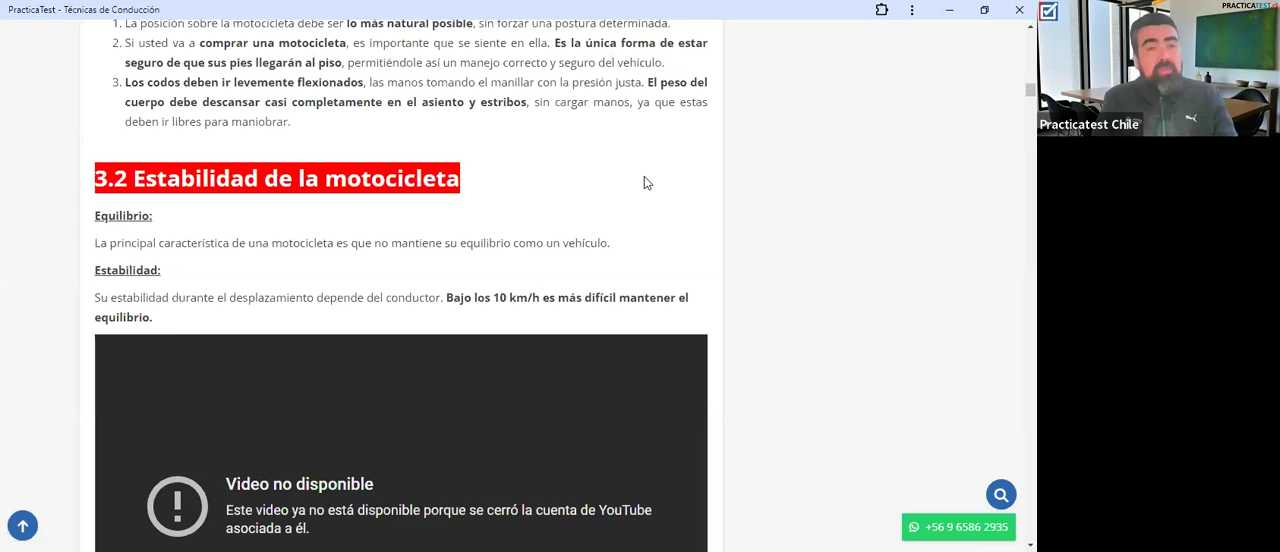 PracticaTest - Técnicas de Conducción
PRACTICATEST.cl
1. La posición sobre la motocicleta debe ser lo más natural posible, sin forzar una postura determinada.
2. Si usted va a comprar una motocicleta, es importante que se siente en ella. Es la única forma de estar
seguro de que sus pies llegarán al piso, permitiéndole así un manejo correcto y seguro del vehículo.
3. Los codos deben ir levemente flexionados, las manos tomando el manillar con la presión justa. El peso del
cuerpo debe descansar casi completamente en el asiento y estribos, sin cargar manos, ya que estas
deben ir libres para maniobrar.
Practicatest Chile
3.2 Estabilidad de la motocicleta
Equilibrio:
La principal característica de una motocicleta es que no mantiene su equilibrio como un vehículo.
Estabilidad:
Su estabilidad durante el desplazamiento depende del conductor. Bajo los 10 km/h es más difícil mantener el
equilibrio.
Video no disponible
Este video ya no está disponible porque se cerró la cuenta de YouTube
asociada a él.
+56 9 6586 2935